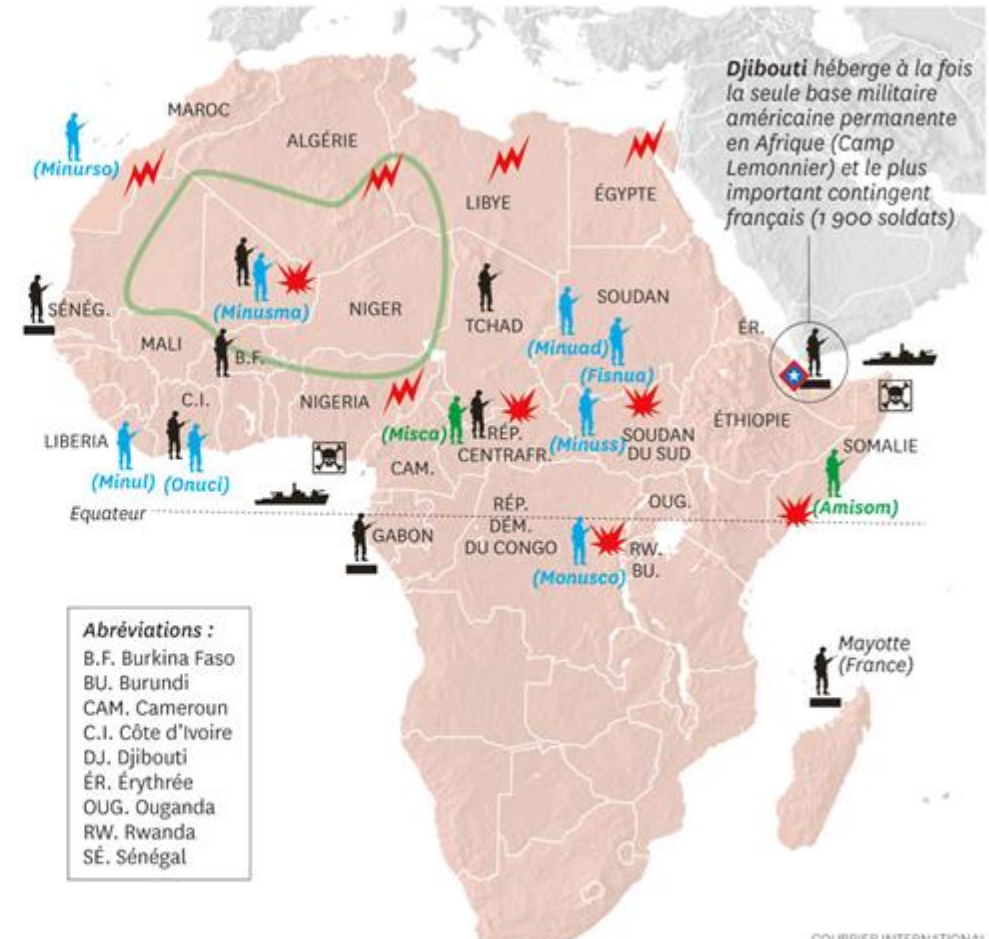 Djibouti héberge à la fois
la seule base militaire
américaine permanente
en Afrique (Camp
Lemonnier) et le plus
important contingent
français (1 900 soldats)
MAROC
ALGÉRIE
(Minurso)
LIBYE
ÉGYPTE
SÉNÉG.
(Minusma)
NIGER
TCHAD
SOUDAN
MALI
B.F.
(Minuad)
ÉR.
(Fisnua)
C.I.
NIGERIA
LIBERIA
(Misca)
RÉP.
CENTRAFR.
(Minuss)
SOUDAN
DU SUD
ÉTHIOPIE
SOMALIE
CAM.
(Minul)
(Onuci)
(Amisom)
Equateur
RÉP.
DÉM.
DU CONGO
OUG.
GABON
RW.
BU.
(Monusco)
Mayotte
(France)
Abréviations :
B.F. Burkina Faso
BU. Burundi
CAM. Cameroun
C.I. Côte d'Ivoire
DJ. Djibouti
ÉR. Érythrée
OUG. Ouganda
RW. Rwanda
SÉ. Sénégal
COURRIER INTERNATIONAL